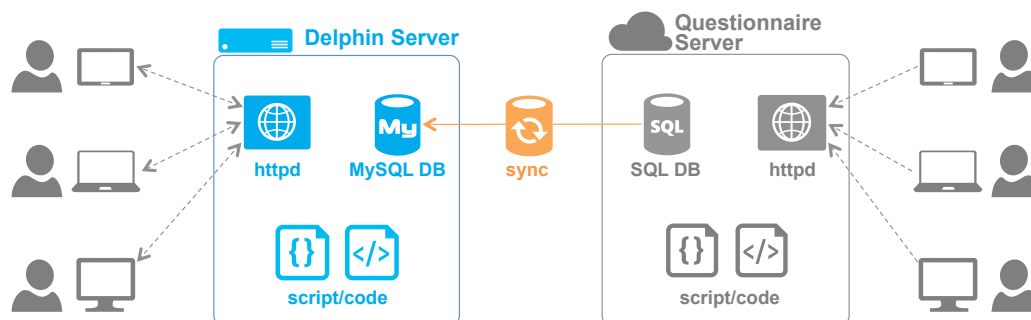 Delphin Server
Questionnaire
Server
My
SQL
httpd
MySQL DB
sync
SQL DB
httpd
{}
</>
{}
</>
script/code
script/code